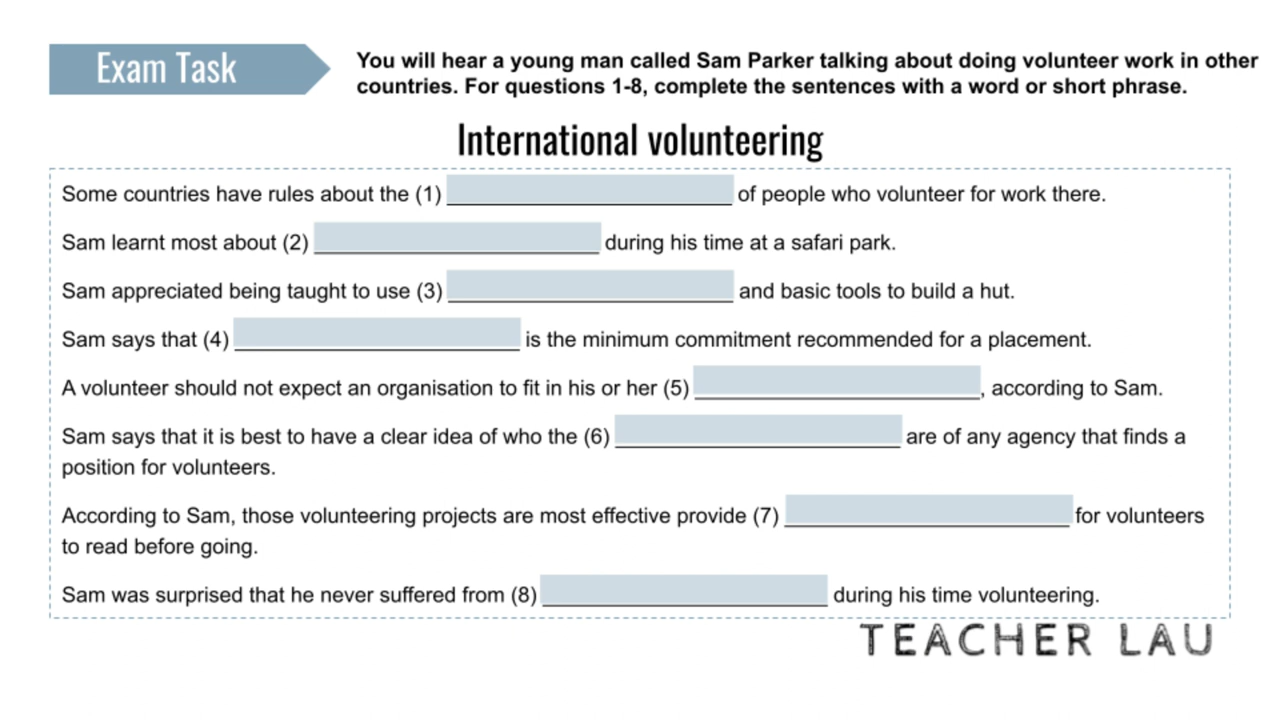 Exam Task
You will hear a young man called Sam Parker talking about doing volunteer work in other
countries. For questions 1-8, complete the sentences with a word or short phrase.
International volunteering
Some countries have rules about the (1) of people who volunteer for work there.
Sam learnt most about (2) during his time at a safari park.
Sam appreciated being taught to use (3) and basic tools to build a hut.
Sam says that (4) is the minimum commitment recommended for a placement.
A volunteer should not expect an organisation to fit in his or her (5) , according to Sam.
Sam says that it is best to have a clear idea of who the (6) are of any agency that finds a
position for volunteers.
According to Sam, those volunteering projects are most effective provide (7) for volunteers
to read before going.
Sam was surprised that he never suffered from (8) during his time volunteering.
TEACHER LAU